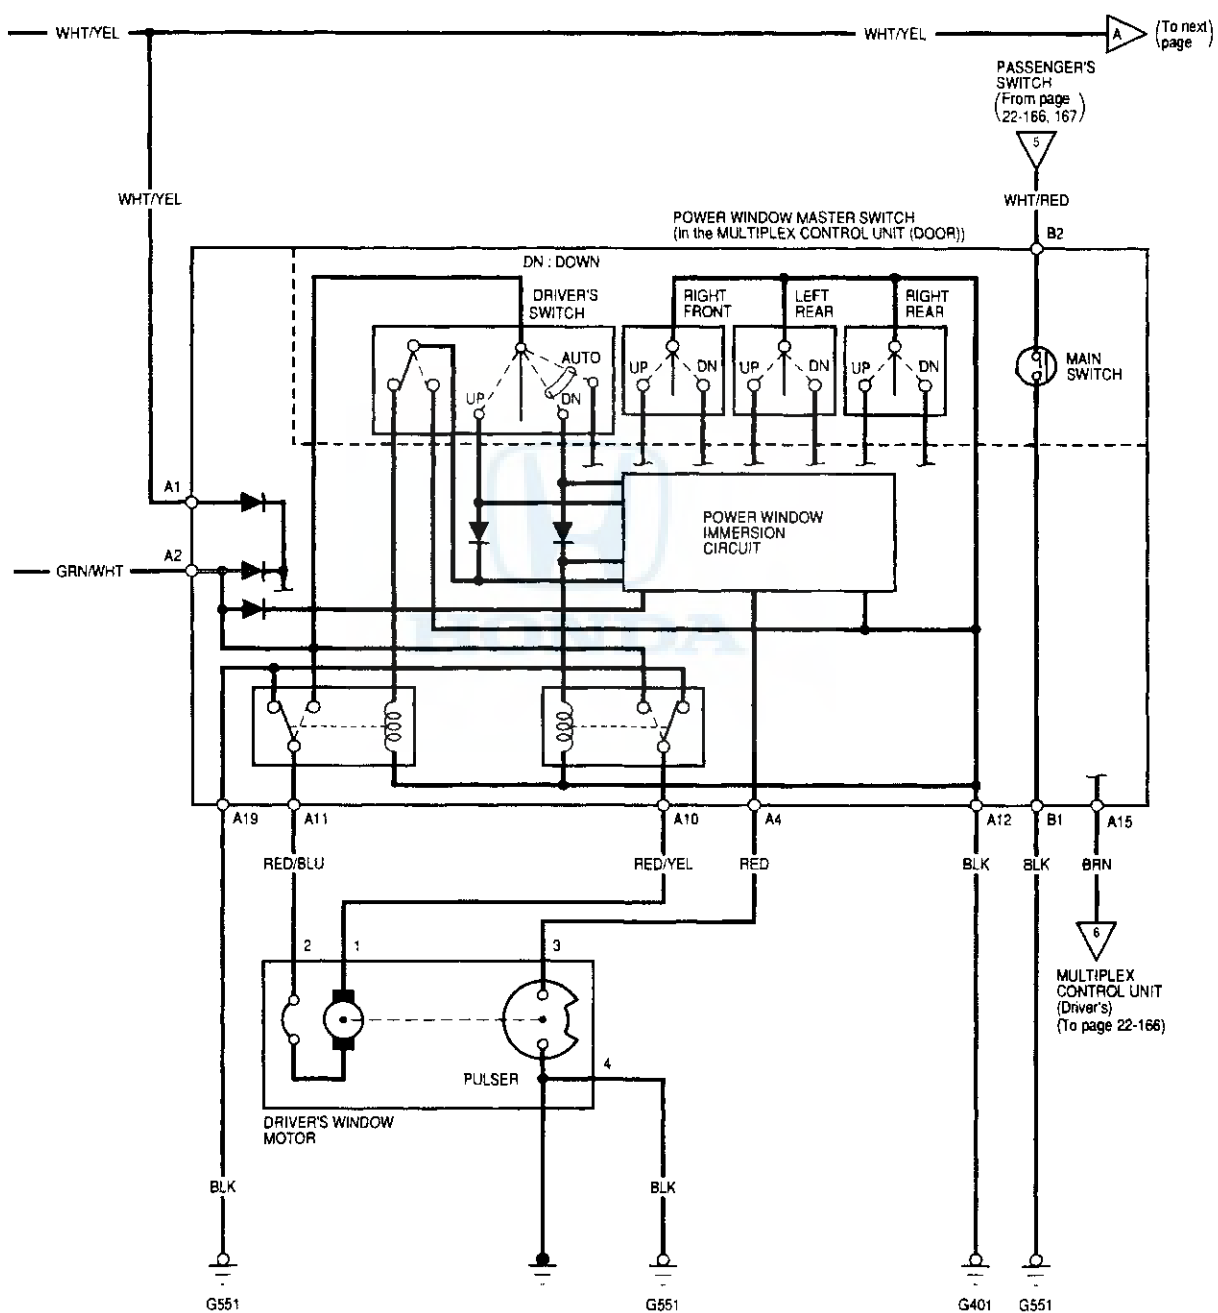 WHT/YEL
WHT/YEL
A
(To next
page)
PASSENGER'S
SWITCH
(From page
22-166, 167)
5
WHT/YEL
WHT/RED
POWER WINDOW MASTER SWITCH
(in the MULTIPLEX CONTROL UNIT (DOOR))
B2
DN : DOWN
DRIVER'S
SWITCH
RIGHT
FRONT
LEFT
REAR
RIGHT
REAR
AUTO
UP
DN
UP
DN
UP
DN
UP
DN
MAIN
SWITCH
A1
A2
GRN/WHT
POWER WINDOW
IMMERSION
CIRCUIT
HONDA
A19
A11
A10
A4
A12
B1
A15
RED/BLU
RED/YEL
RED
BLK
BLK
BRN
6
2
1
3
MULTIPLEX
CONTROL UNIT
(Driver's)
(To page 22-166)
PULSER
4
DRIVER'S WINDOW
MOTOR
BLK
BLK
G551
G551
G401
G551